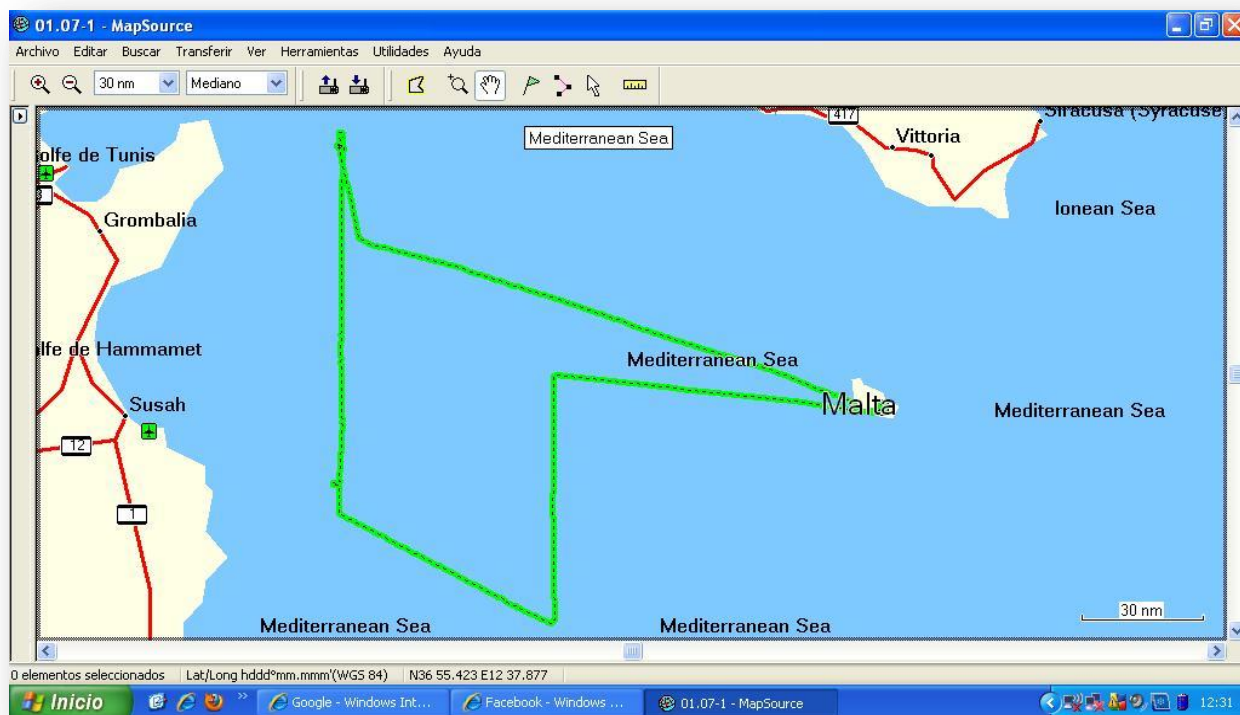 01.07-1 - MapSource
Archivo Editar Buscar Transferir Ver Herramientas Utilidades Ayuda
30 nm Mediano
417
Siracusa (Syracuse)
Mediterranean Sea
Vittoria
olfe de Tunis
Ionean Sea
Grombalia
olfe de Hammamet
Mediterranean Sea
Malta
Susah
Mediterranean Sea
12
1
30 nm
Mediterranean Sea
Mediterranean Sea
0 elementos seleccionados Lat/Long hddd°mm.mmm'(WGS 84) N36 55.423 E12 37.877
Inicio
Google - Windows Int...
Facebook - Windows ...
01.07-1 - MapSource
12:31